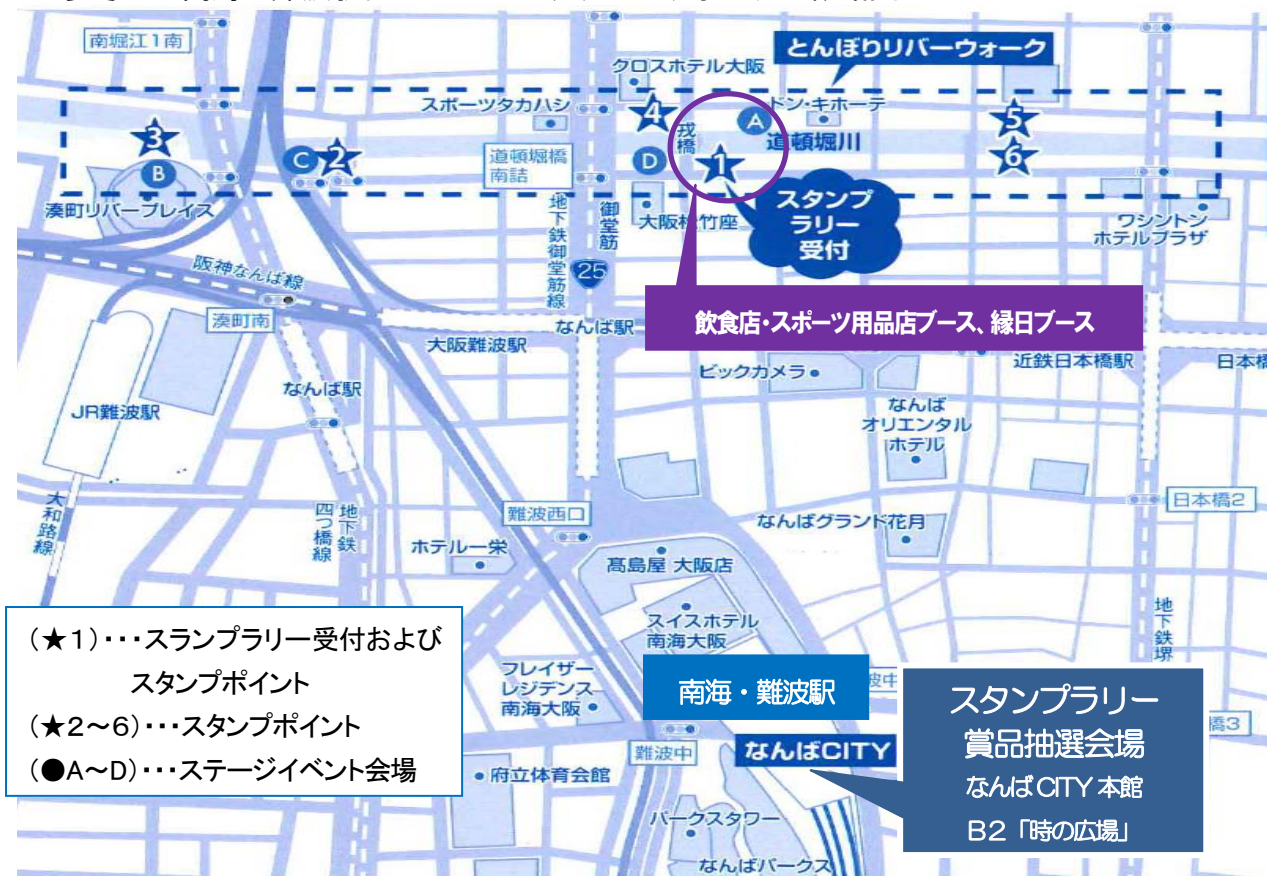 南堀江1南
とんぼりリバーウォーク
クロスホテル大阪
スポーツタカハシ
ドン・キホーテ
3
B
C
2
4
戎橋
A
道頓堀川
5
6
道頓堀橋
南詰
D
1
湊町リバープレイス
大阪松竹座
スタンプ
ラリー
受付
ワシントン
ホテルプラザ
地下鉄御堂筋線
御堂筋
25
阪神なんば線
湊町南
なんば駅
飲食店・スポーツ用品店ブース、縁日ブース
大阪難波駅
近鉄日本橋駅
日本橋
ビックカメラ
なんば駅
JR難波駅
なんば
オリエンタル
ホテル
大和路線
地下鉄
四つ橋線
難波西口
なんばグランド花月
日本橋2
ホテル一栄
髙島屋 大阪店
スイスホテル
南海大阪
地下鉄堺
(★1)・・・スランプラリー受付および
スタンプポイント
(★2~6)・・・スタンプポイント
(●A~D)・・・ステージイベント会場
フレイザー
レジデンス
南海大阪
南海・難波駅
波中
スタンプラリー
賞品抽選会場
なんばCITY 本館
B2「時の広場」
橋3
難波中
なんばCITY
府立体育会館
パークスタワー
なんばパークス